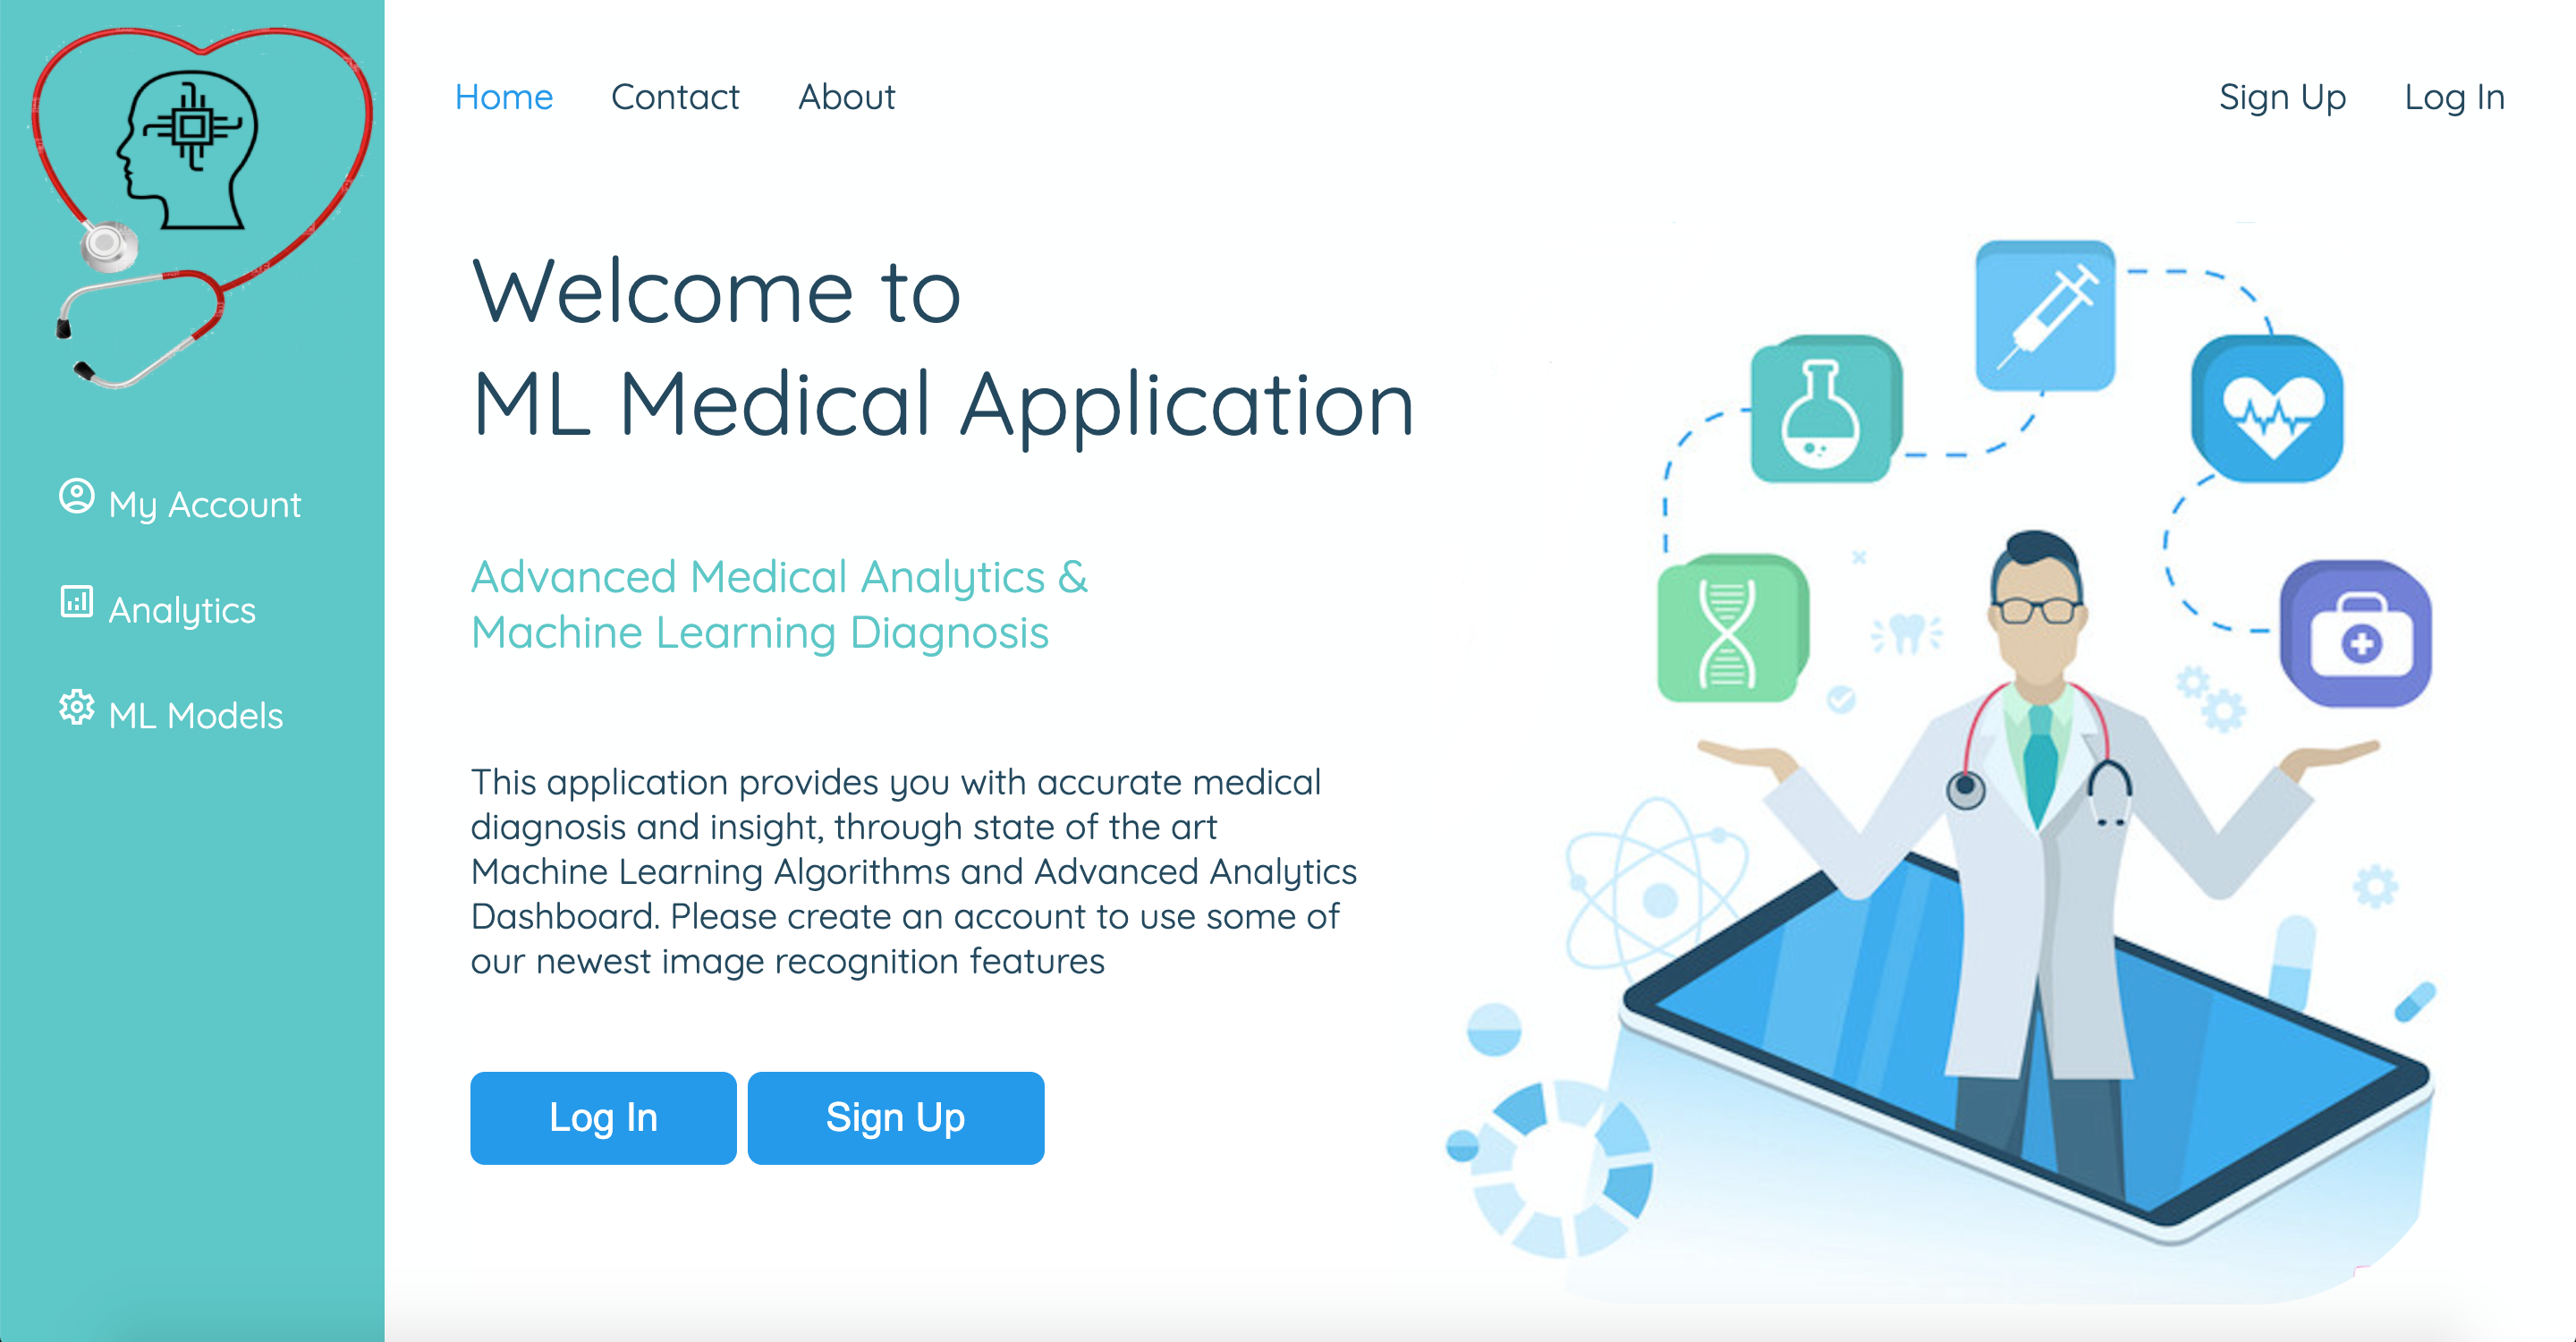 Home Contact About Sign Up Log In
My Account
Analytics
ML Models
Welcome to
ML Medical Application
Advanced Medical Analytics &
Machine Learning Diagnosis
This application provides you with accurate medical
diagnosis and insight, through state of the art
Machine Learning Algorithms and Advanced Analytics
Dashboard. Please create an account to use some of
our newest image recognition features
Log In Sign Up